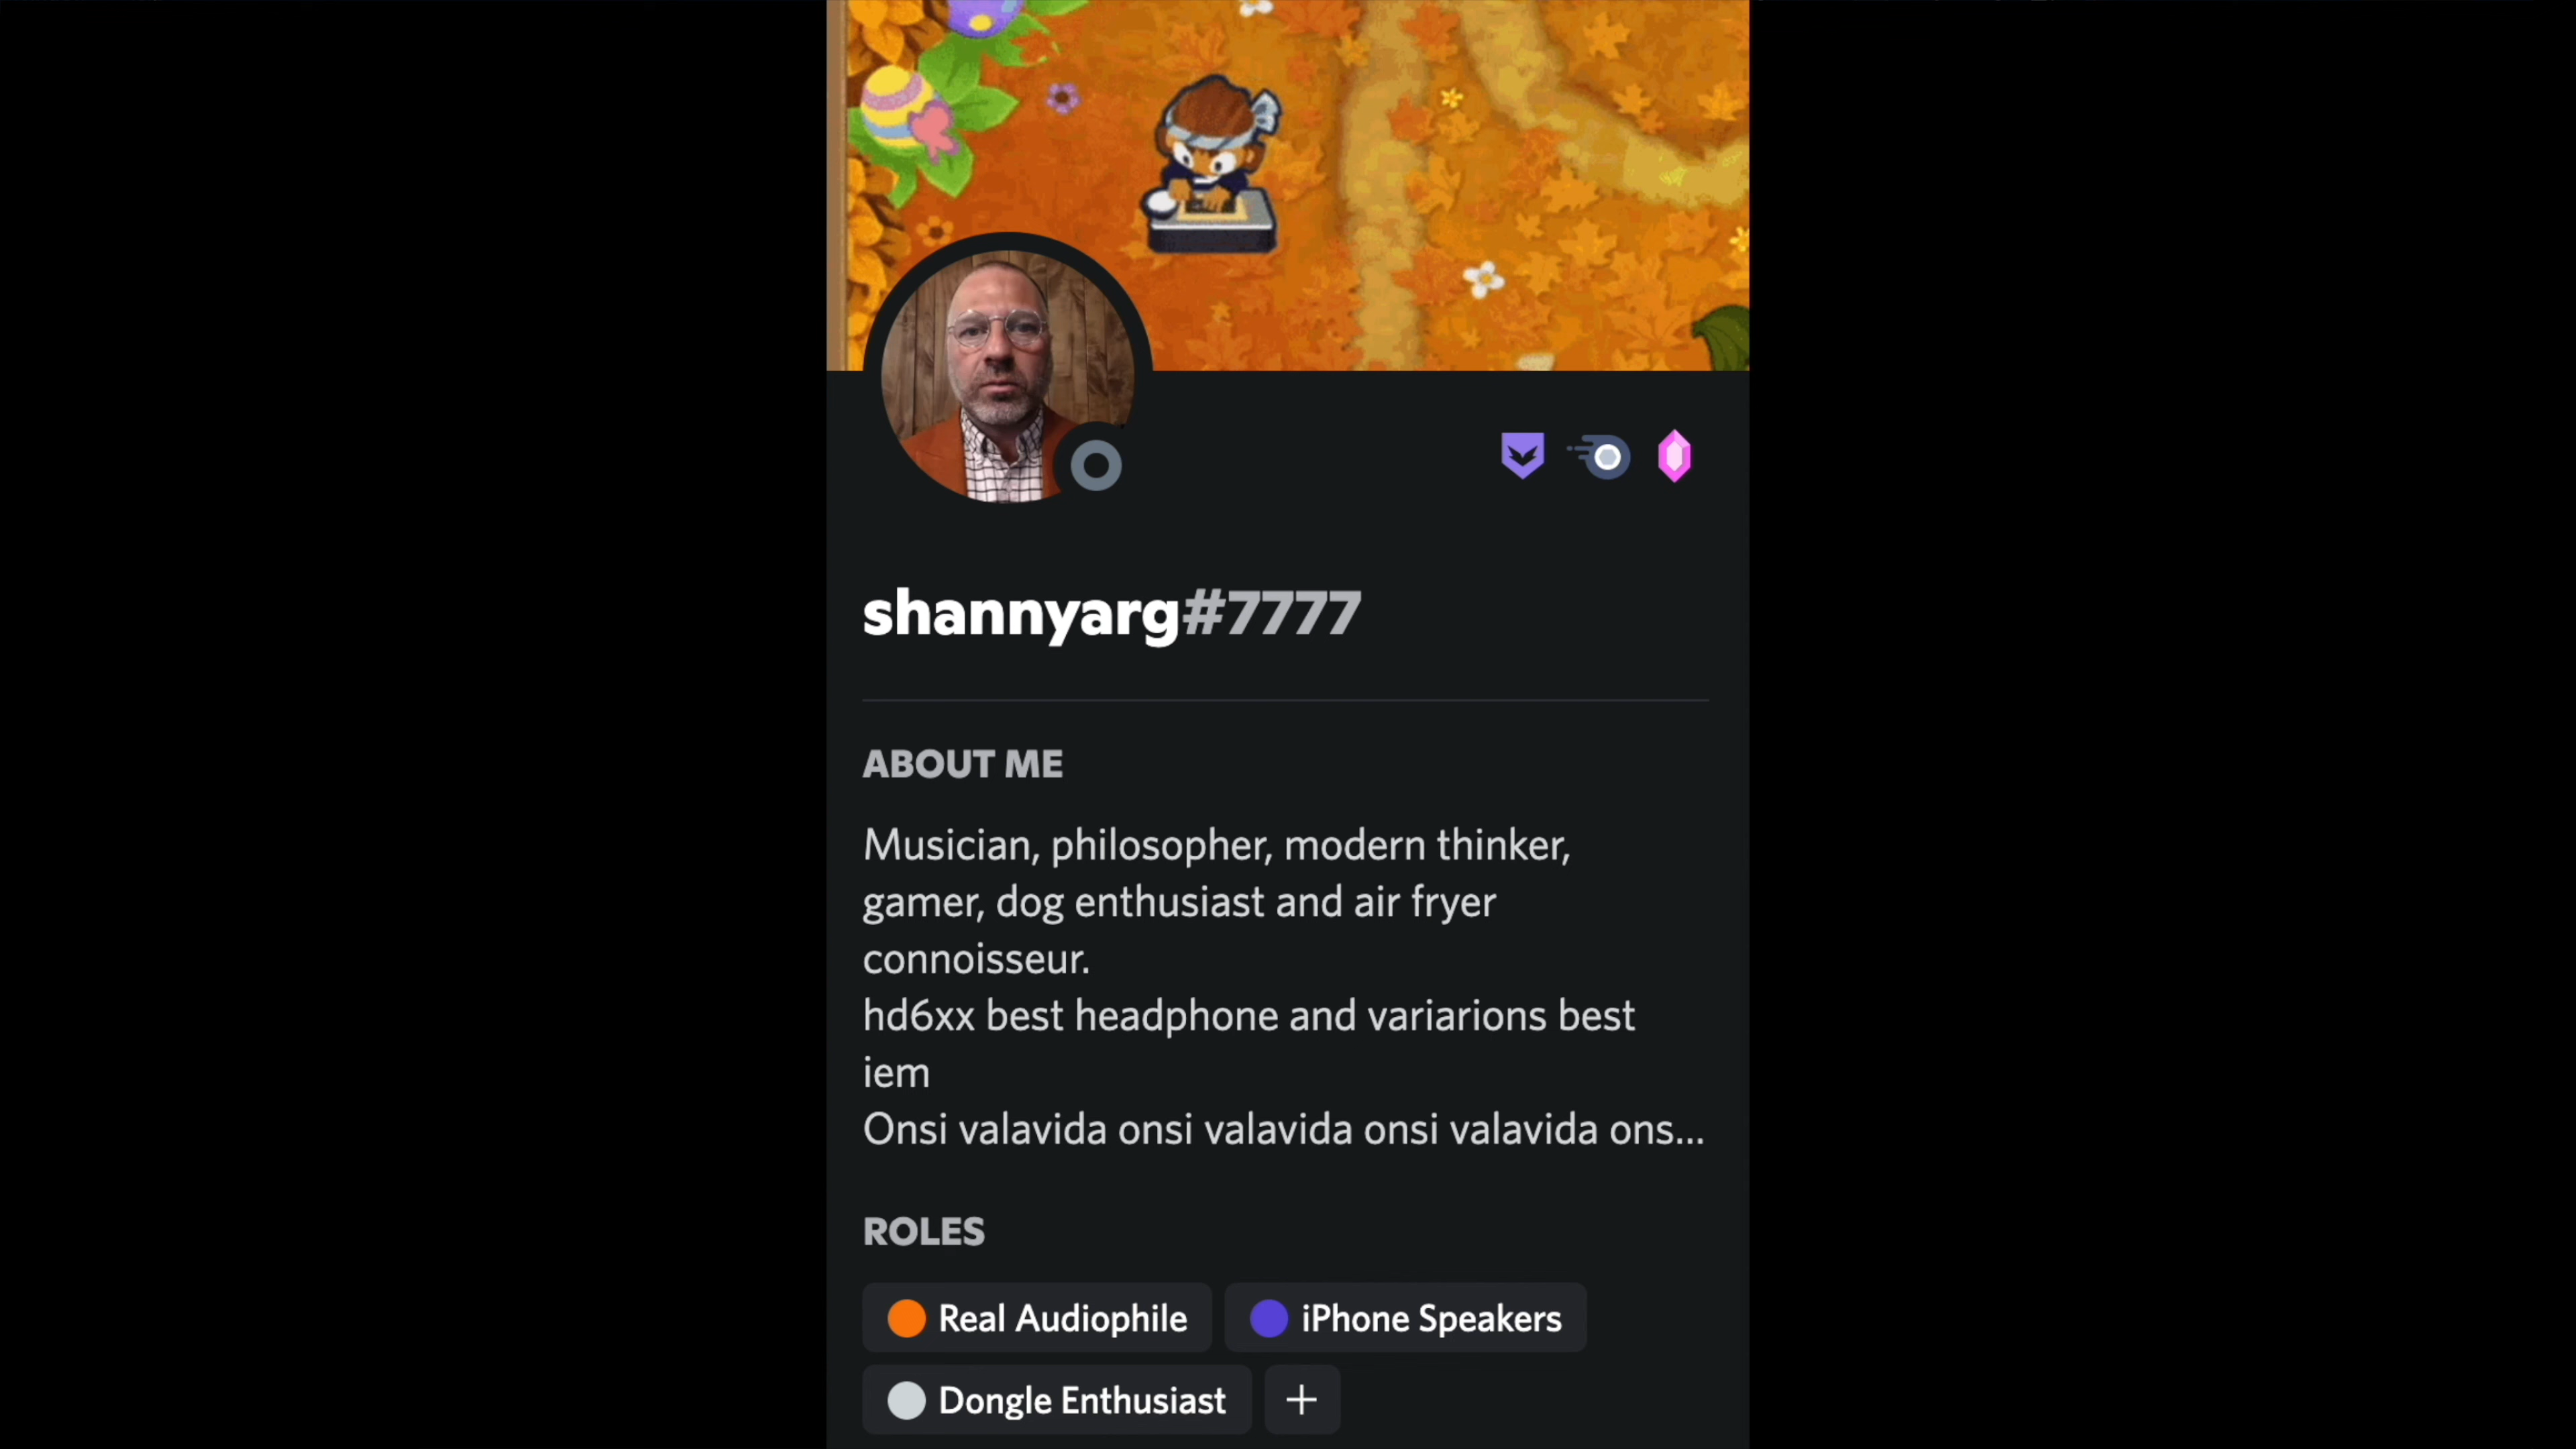 shannyarg#7777
ABOUT ME
Musician, philosopher, modern thinker,
gamer, dog enthusiast and air fryer
connoisseur.
hd6xx best headphone and variarions best
iem
Onsi valavida onsi valavida onsi valavida ons...
ROLES
Real Audiophile iPhone Speakers
Dongle Enthusiast +